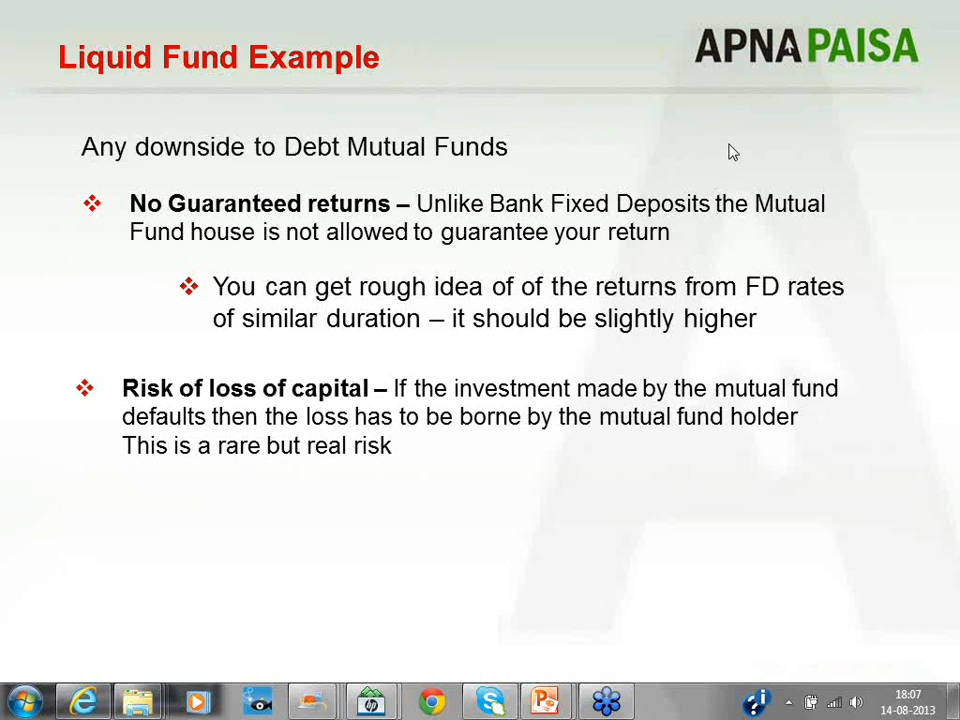 Liquid Fund Example
APNAPAISA
Any downside to Debt Mutual Funds
No Guaranteed returns – Unlike Bank Fixed Deposits the Mutual
Fund house is not allowed to guarantee your return
You can get rough idea of of the returns from FD rates
of similar duration – it should be slightly higher
Risk of loss of capital – If the investment made by the mutual fund
defaults then the loss has to be borne by the mutual fund holder
This is a rare but real risk
18:07
14-08-2013